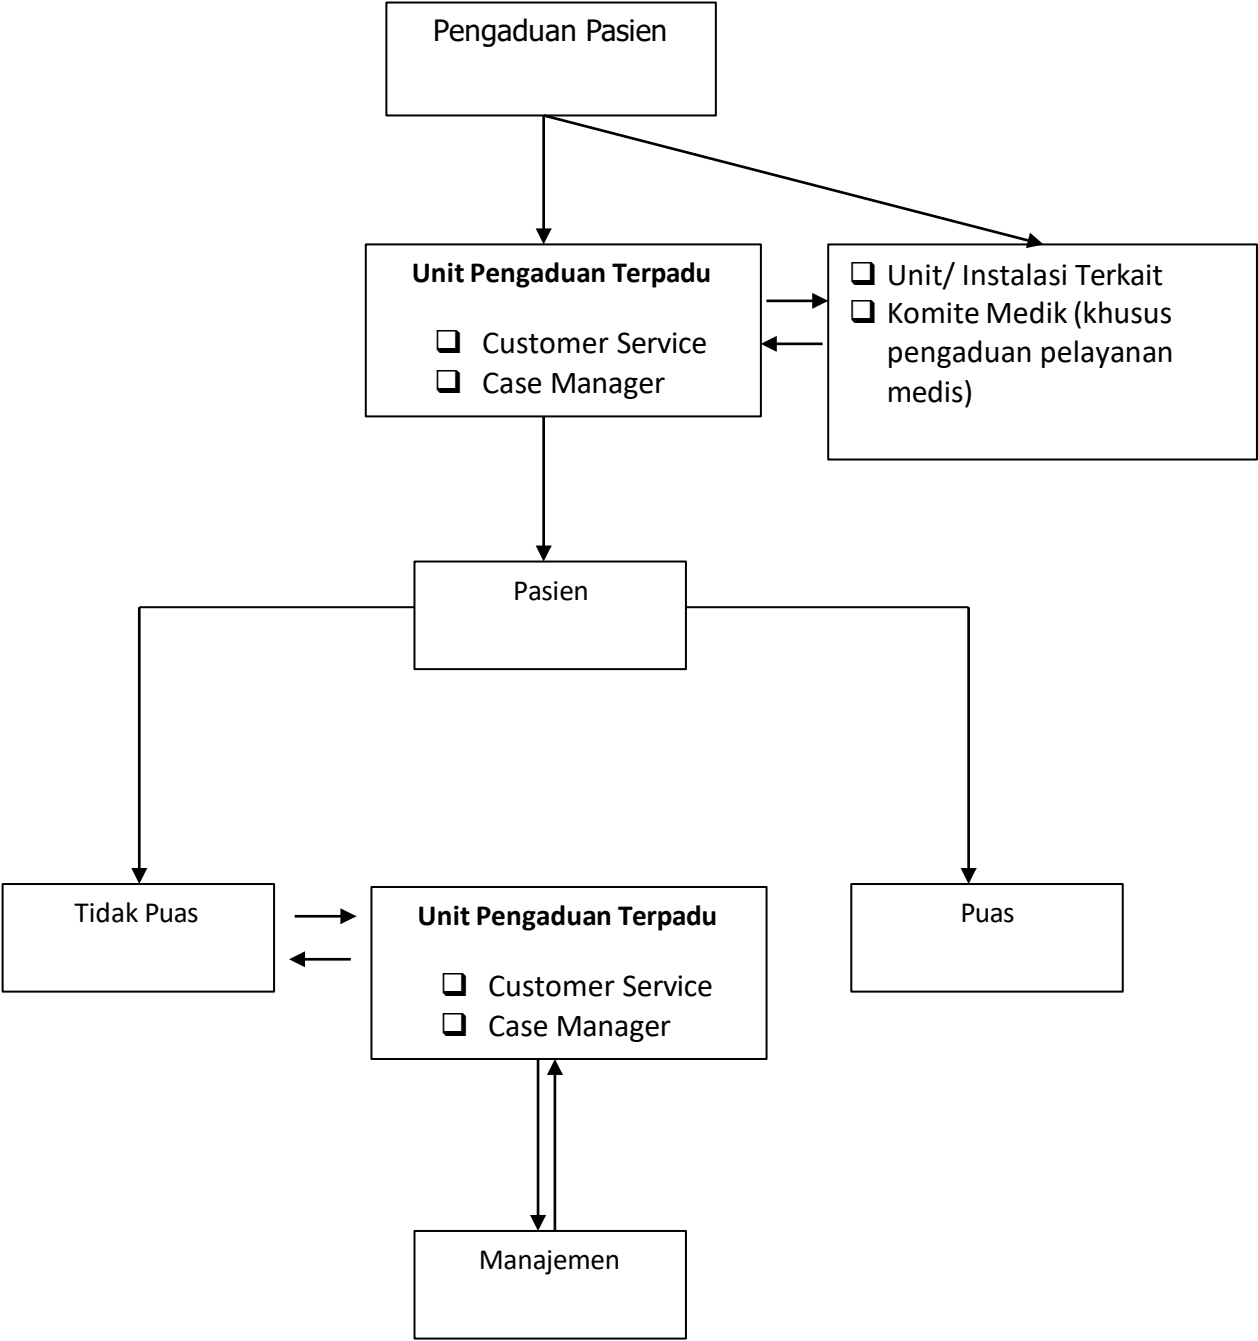 Pengaduan Pasien
Unit Pengaduan Terpadu
❑ Customer Service
❑ Case Manager
❑ Unit/ Instalasi Terkait
❑ Komite Medik (khusus
pengaduan pelayanan
medis)
Pasien
Tidak Puas
Unit Pengaduan Terpadu
❑ Customer Service
❑ Case Manager
Puas
Manajemen